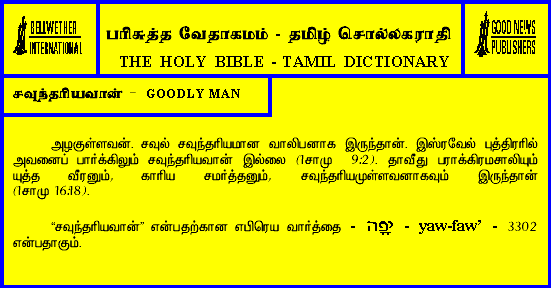 BELLWETHER
INTERNATIONAL
பரிசுத்த வேதாகமம் - தமிழ் சொல்லகராதி
THE HOLY BIBLE - TAMIL DICTIONARY
GOOD NEWS
PUBLISHERS
சவுந்தரியவான் - GOODLY MAN
அழகுள்ளவன். சவுல் சவுந்தரியமான வாலிபனாக இருந்தான். இஸ்ரவேல் புத்திரரில்
அவனைப் பார்க்கிலும் சவுந்தரியவான் இல்லை (1சாமு 9:2). தாவீது பராக்கிரமசாலியும்
யுத்த வீரனும், காரிய சமர்த்தனும், சவுந்தரியமுள்ளவனாகவும் இருந்தான்
(1சாமு 16:18).
“சவுந்தரியவான்” என்பதற்கான எபிரெய வார்த்தை - יָפֶה - yaw-faw’ - 3302
என்பதாகும்.